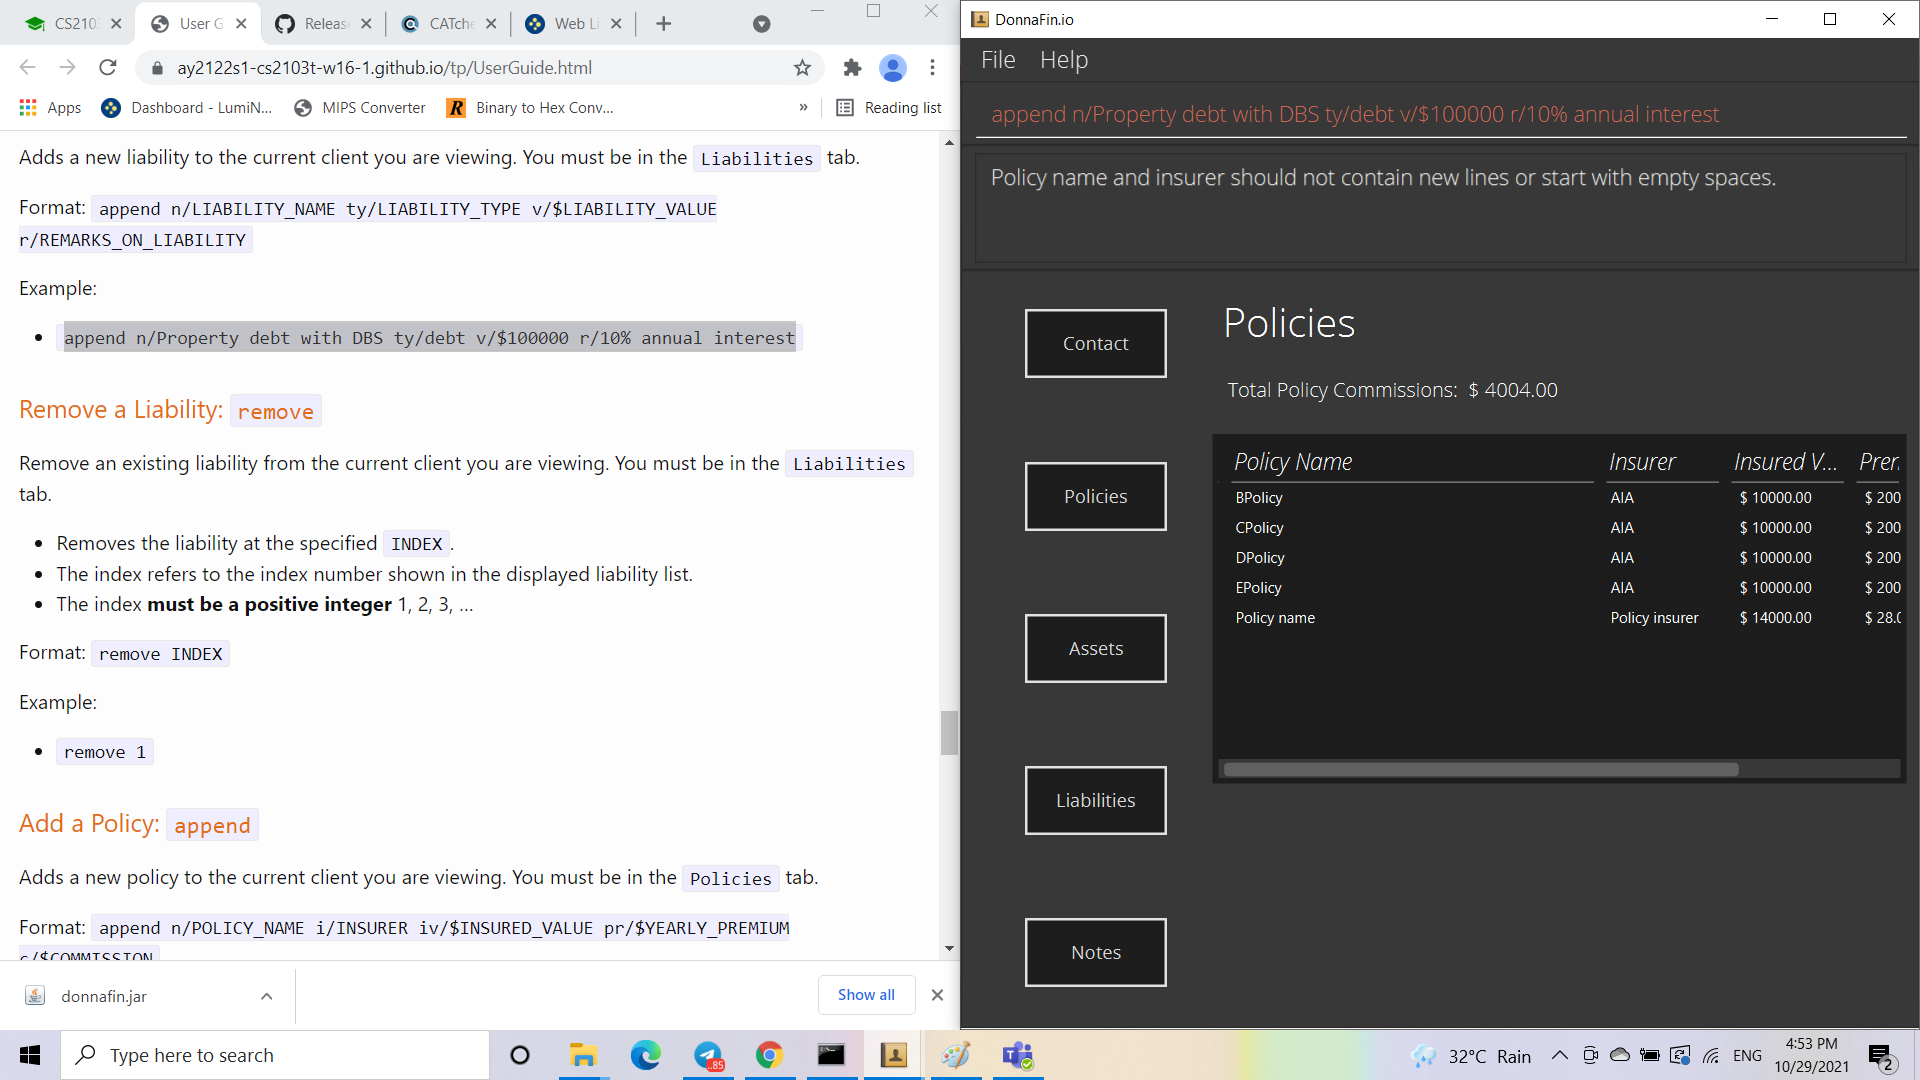 CS210
User G
Release
CATche
Web Li
ay2122s1-cs2103t-w16-1.github.io/tp/UserGuide.html
Apps
Dashboard - LumiN...
MIPS Converter
Binary to Hex Conv...
»
Reading list
Adds a new liability to the current client you are viewing. You must be in the Liabilities tab.
Format: append n/LIABILITY_NAME ty/LIABILITY_TYPE v/$LIABILITY_VALUE
r/REMARKS_ON_LIABILITY
Example:
append n/Property debt with DBS ty/debt v/$100000 r/10% annual interest
Remove a Liability: remove
Remove an existing liability from the current client you are viewing. You must be in the Liabilities
tab.
Removes the liability at the specified INDEX.
The index refers to the index number shown in the displayed liability list.
The index must be a positive integer 1, 2, 3, …
Format: remove INDEX
Example:
remove 1
Add a Policy: append
Adds a new policy to the current client you are viewing. You must be in the Policies tab.
Format: append n/POLICY_NAME i/INSURER iv/$INSURED_VALUE pr/$YEARLY_PREMIUM
c/$COMMISSION
donnafin.jar
Show all
DonnaFin.io
File Help
append n/Property debt with DBS ty/debt v/$100000 r/10% annual interest
Policy name and insurer should not contain new lines or start with empty spaces.
Contact
Policies
Assets
Liabilities
Notes
Policies
Total Policy Commissions: $ 4004.00
Policy Name Insurer Insured V... Prer
BPolicy AIA $ 10000.00 $ 200
CPolicy AIA $ 10000.00 $ 200
DPolicy AIA $ 10000.00 $ 200
EPolicy AIA $ 10000.00 $ 200
Policy name Policy insurer $ 14000.00 $ 28.0
Type here to search
85
32°C Rain
ENG
4:53 PM
10/29/2021
2